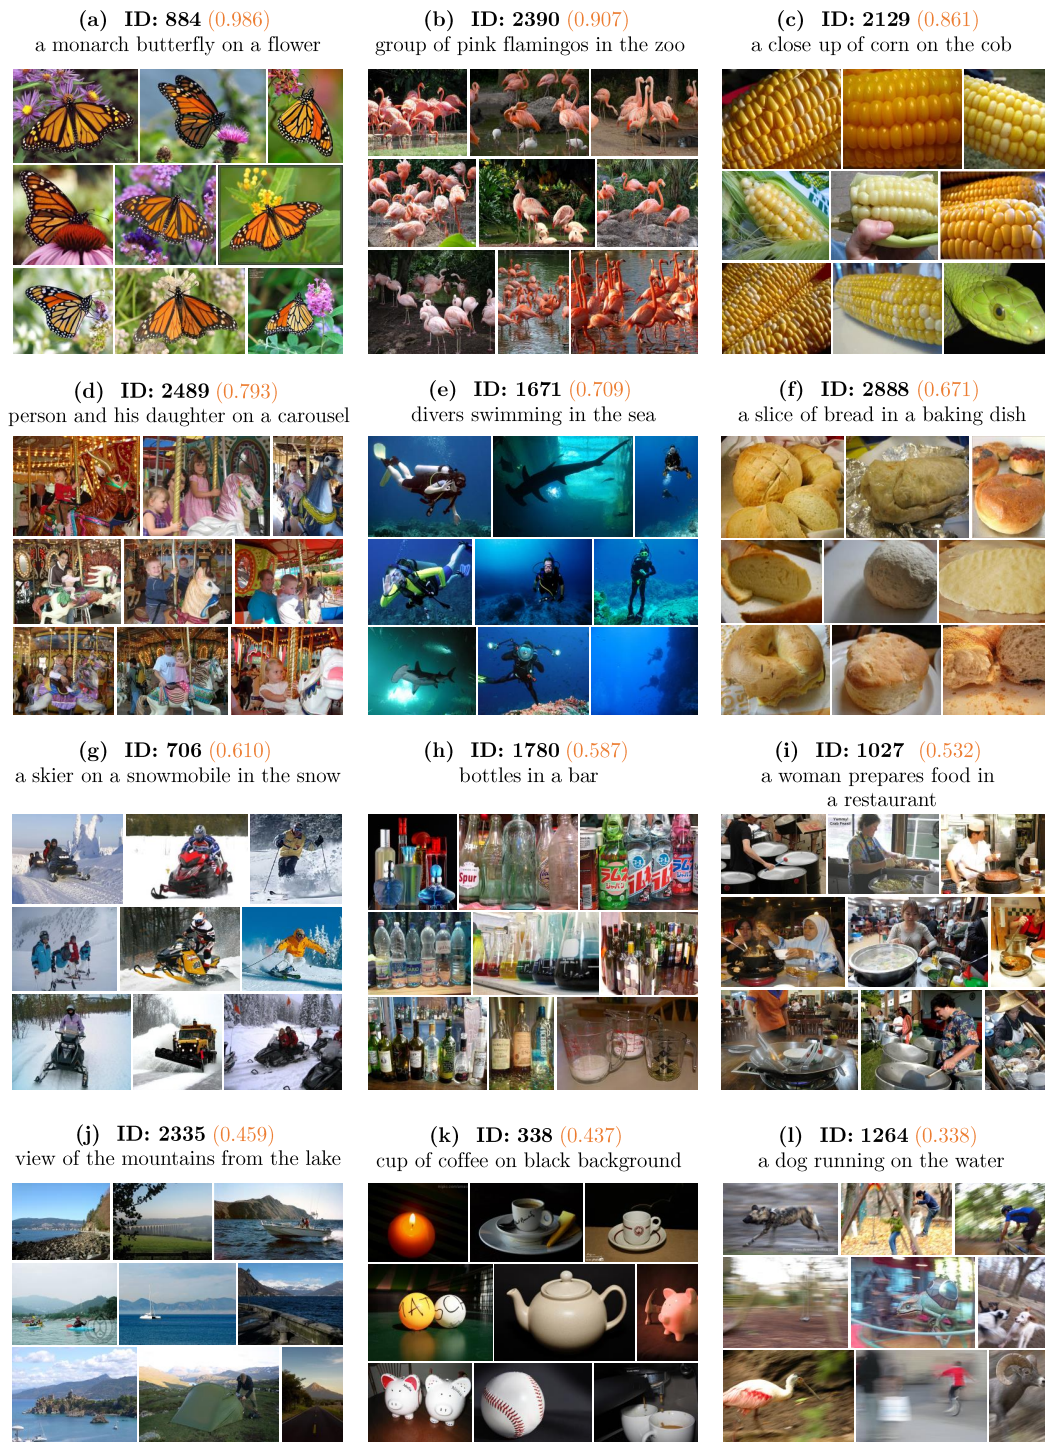 (a) ID: 884 (0.986)
a monarch butterfly on a flower
(b) ID: 2390 (0.907)
group of pink flamingos in the zoo
(c) ID: 2129 (0.861)
a close up of corn on the cob
(d) ID: 2489 (0.793)
person and his daughter on a carousel
(e) ID: 1671 (0.709)
divers swimming in the sea
(f) ID: 2888 (0.671)
a slice of bread in a baking dish
(g) ID: 706 (0.610)
a skier on a snowmobile in the snow
(h) ID: 1780 (0.587)
bottles in a bar
Spur
(i) ID: 1027 (0.532)
a woman prepares food in
a restaurant
(j) ID: 2335 (0.459)
view of the mountains from the lake
(k) ID: 338 (0.437)
cup of coffee on black background
(l) ID: 1264 (0.338)
a dog running on the water